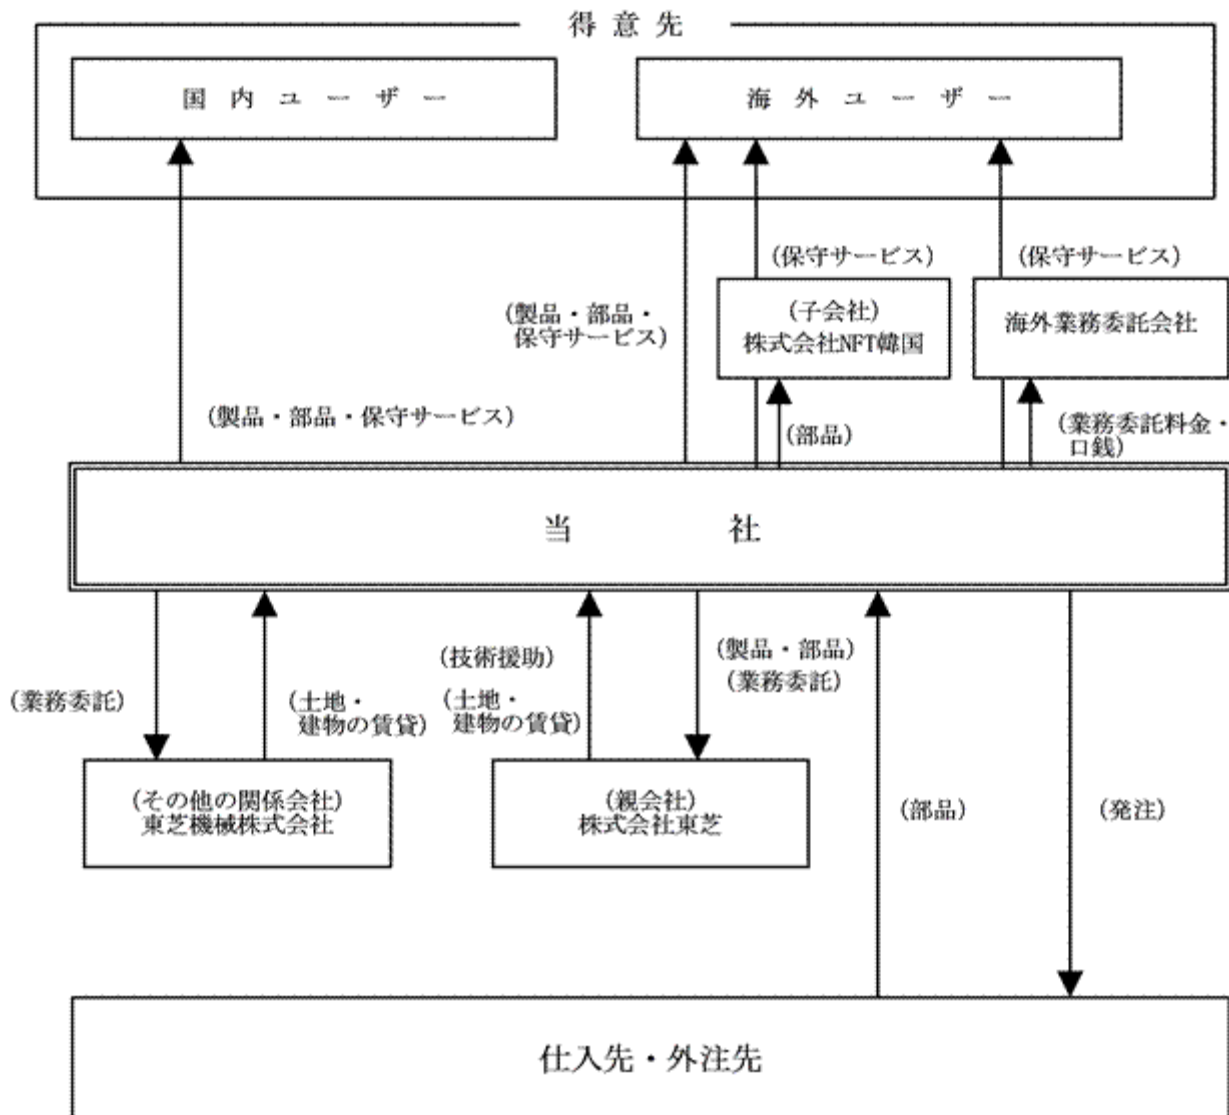 得意先
国内ユーザー
海外ユーザー
(保守サービス)
(保守サービス)
(製品・部品・
保守サービス)
(子会社)
株式会社NFT韓国
海外業務委託会社
(製品・部品・保守サービス)
(部品)
(業務委託料金・
口銭)
当社
(業務委託)
(土地・
建物の賃貸)
(技術援助)
(土地・
建物の賃貸)
(製品・部品)
(業務委託)
(その他の関係会社)
東芝機械株式会社
(親会社)
株式会社東芝
(部品)
(発注)
仕入先・外注先